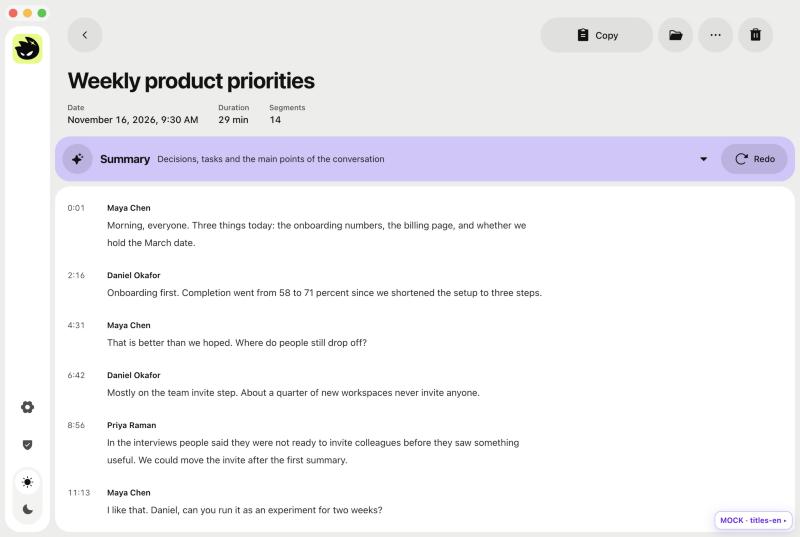 Copy
Weekly product priorities
Date
November 16, 2026, 9:30 AM
Duration
29 min
Segments
14
Summary Decisions, tasks and the main points of the conversation
Redo
0:01 Maya Chen
Morning, everyone. Three things today: the onboarding numbers, the billing page, and whether we
hold the March date.
2:16 Daniel Okafor
Onboarding first. Completion went from 58 to 71 percent since we shortened the setup to three steps.
4:31 Maya Chen
That is better than we hoped. Where do people still drop off?
6:42 Daniel Okafor
Mostly on the team invite step. About a quarter of new workspaces never invite anyone.
8:56 Priya Raman
In the interviews people said they were not ready to invite colleagues before they saw something
useful. We could move the invite after the first summary.
11:13 Maya Chen
I like that. Daniel, can you run it as an experiment for two weeks?
MOCK · titles-en